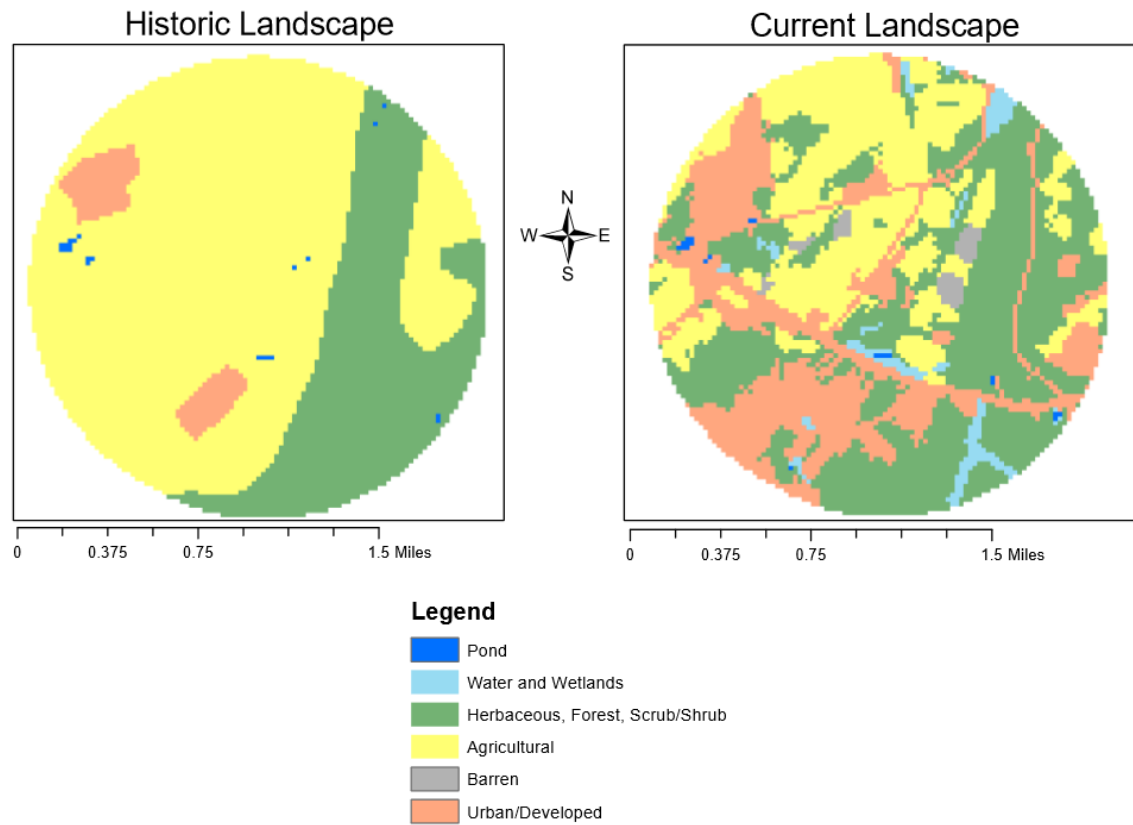 Historic Landscape
Current Landscape
N
W E
S
0 0.375 0.75 1.5 Miles
0 0.375 0.75 1.5 Miles
Legend
Pond
Water and Wetlands
Herbaceous, Forest, Scrub/Shrub
Agricultural
Barren
Urban/Developed